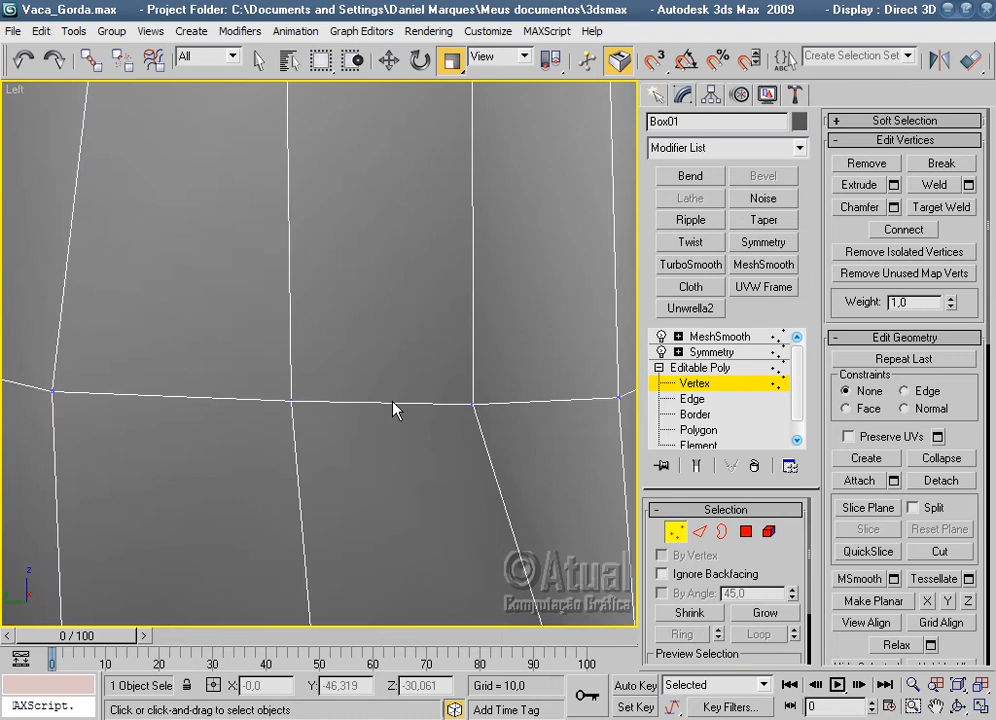 Vaca_Gorda.max - Project Folder: C:\Documents and Settings\Daniel Marques\Meus documentos\3dsmax - Autodesk 3ds Max 2009 - Display : Direct 3D
File Edit Tools Group Views Create Modifiers Animation Graph Editors Rendering Customize MAXScript Help
All View Create Selection Set
Left
Box01
Modifier List
Bend Bevel
Lathe Noise
Ripple Taper
Twist Symmetry
TurboSmooth MeshSmooth
Cloth UVW Frame
Unwrella2
MeshSmooth
Symmetry
Editable Poly
Vertex
Edge
Border
Polygon
Element
- Selection
By Vertex
Ignore Backfacing
By Angle: 45,0
Shrink Grow
Ring Loop
Preview Selection
+ Soft Selection
- Edit Vertices
Remove Break
Extrude Weld
Chamfer Target Weld
Connect
Remove Isolated Vertices
Remove Unused Map Verts
Weight: 1,0
- Edit Geometry
Repeat Last
Constraints
None Edge
Face Normal
Preserve UVs
Create Collapse
Attach Detach
Slice Plane Split
Slice Reset Plane
QuickSlice Cut
MSmooth Tessellate
Make Planar X Y Z
View Align Grid Align
Relax
©Atual
Computação Gráfica
z
< 0 / 100 >
0 10 20 30 40 50 60 70 80 90 100
1 Object Sele X: -0,0 Y: -46,319 Z: -30,061 Grid = 10,0 Auto Key Selected
AXScript. Click or click-and-drag to select objects Add Time Tag Set Key Key Filters... 0